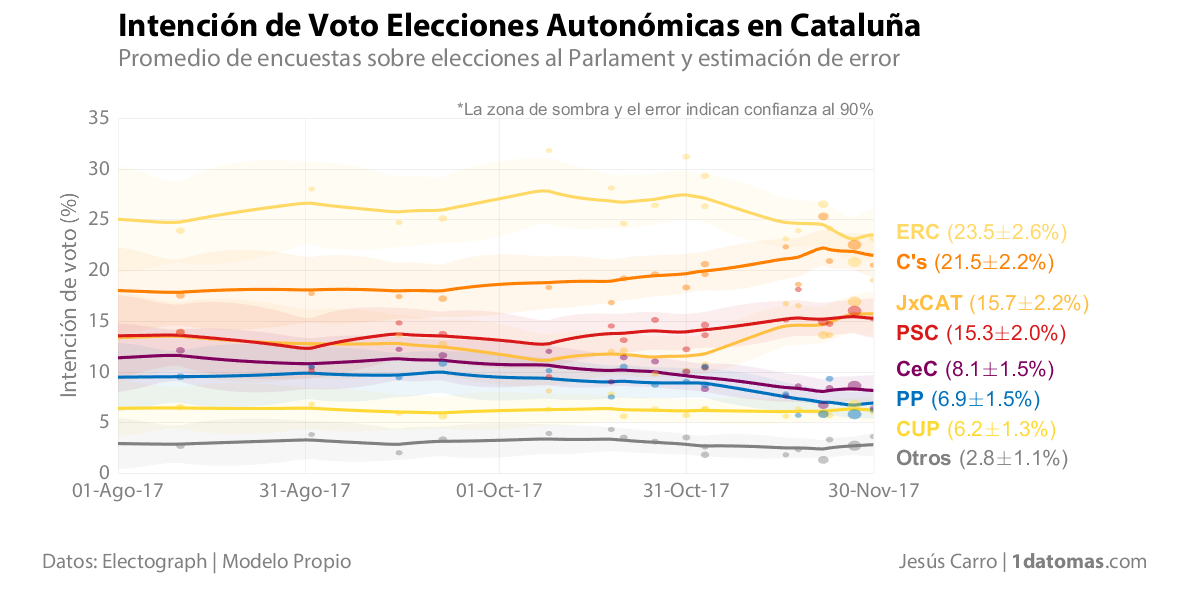 Intención de Voto Elecciones Autonómicas en Cataluña
Promedio de encuestas sobre elecciones al Parlament y estimación de error
*La zona de sombra y el error indican confianza al 90%
Intención de voto (%)
35
30
25
20
15
10
5
0
01-Ago-17
31-Ago-17
01-Oct-17
31-Oct-17
30-Nov-17
ERC (23.5±2.6%)
C's (21.5±2.2%)
JxCAT (15.7±2.2%)
PSC (15.3±2.0%)
CeC (8.1±1.5%)
PP (6.9±1.5%)
CUP (6.2±1.3%)
Otros (2.8±1.1%)
Datos: Electograph | Modelo Propio
Jesús Carro | 1datomas.com